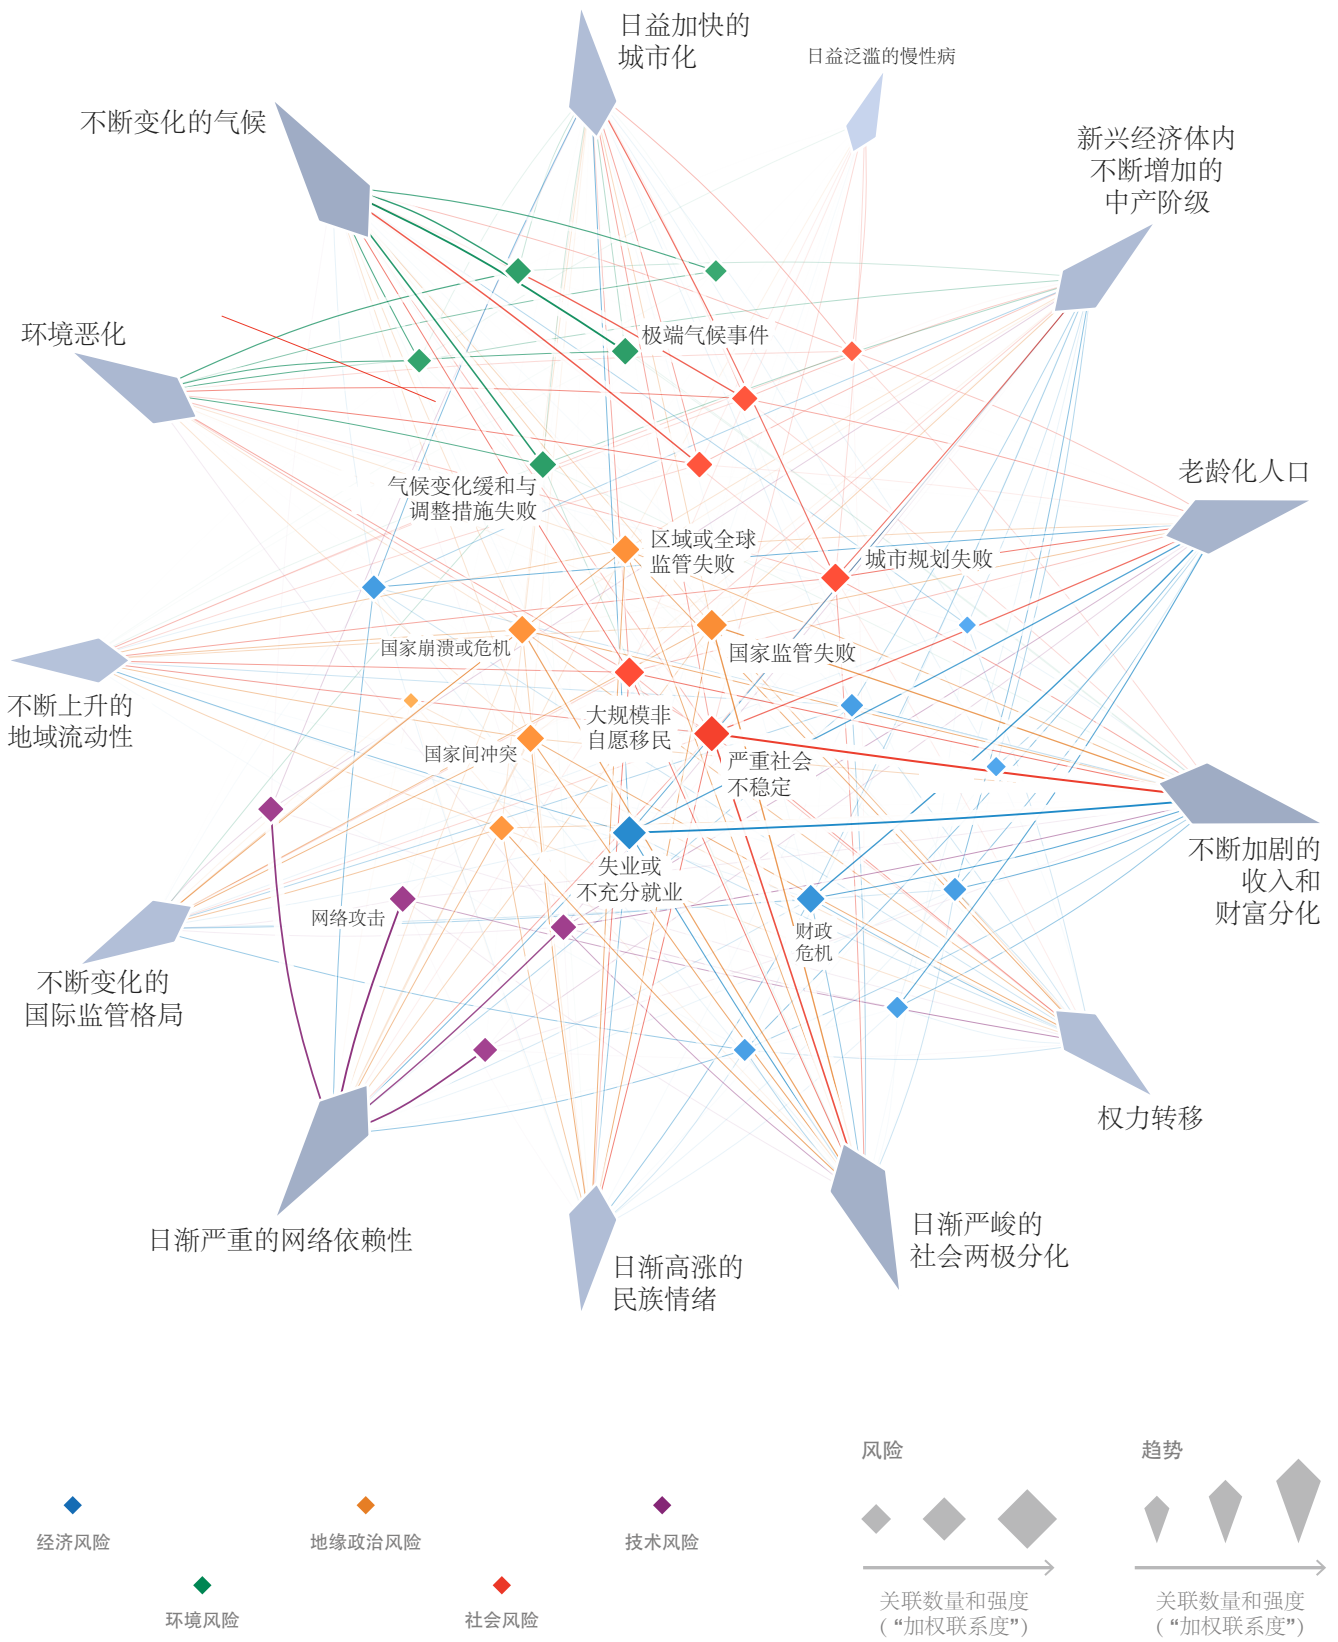 日益加快的
城市化
日益泛滥的慢性病
不断变化的气候
新兴经济体内
不断增加的
中产阶级
环境恶化
极端气候事件
老龄化人口
气候变化缓和与
调整措施失败
区域或全球
监管失败
城市规划失败
国家崩溃或危机
国家监管失败
不断上升的
地域流动性
大规模非
自愿移民
国家间冲突
严重社会
不稳定
不断加剧的
收入和
财富分化
失业或
不充分就业
网络攻击
财政
危机
不断变化的
国际监管格局
权力转移
日渐严重的网络依赖性
日渐高涨的
民族情绪
日渐严峻的
社会两极分化
风险
趋势
经济风险
地缘政治风险
技术风险
环境风险
社会风险
关联数量和强度
(“加权联系度”)
关联数量和强度
(“加权联系度”)